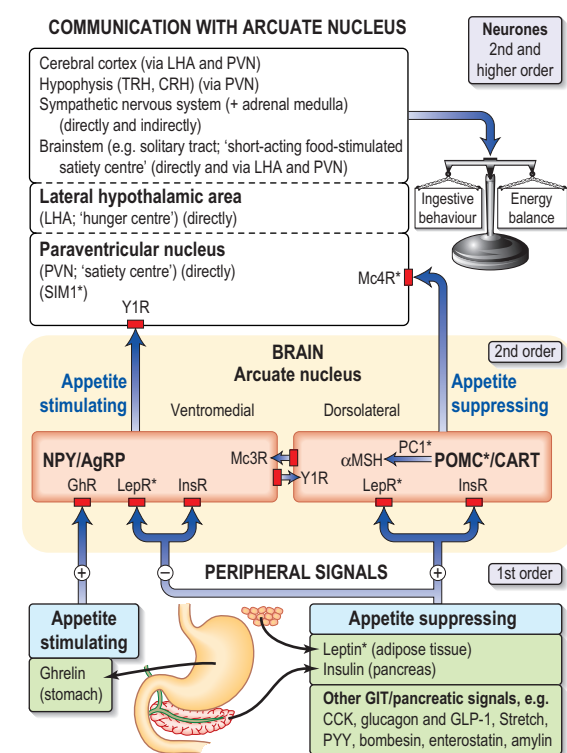 COMMUNICATION WITH ARCUATE NUCLEUS
Neurones
2nd and
higher order
Cerebral cortex (via LHA and PVN)
Hypophysis (TRH, CRH) (via PVN)
Sympathetic nervous system (+ adrenal medulla)
(directly and indirectly)
Brainstem (e.g. solitary tract; ‘short-acting food-stimulated
satiety centre’ (directly and via LHA and PVN)
Ingestive
behaviour
Energy
balance
Lateral hypothalamic area
(LHA; ‘hunger centre’) (directly)
Paraventricular nucleus
(PVN; ‘satiety centre’) (directly)
(SIM1*)
Mc4R*
Y1R
BRAIN
Arcuate nucleus
2nd order
Appetite
stimulating
Appetite
suppressing
Ventromedial
Dorsolateral
NPY/AgRP
GhR
LepR*
InsR
Mc3R
Y1R
αMSH
PC1*
POMC*/CART
LepR*
InsR
+
−
+
PERIPHERAL SIGNALS
1st order
Appetite
stimulating
Ghrelin
(stomach)
Appetite suppressing
Leptin* (adipose tissue)
Insulin (pancreas)
Other GIT/pancreatic signals, e.g.
CCK, glucagon and GLP-1, Stretch,
PYY, bombesin, enterostatin, amylin